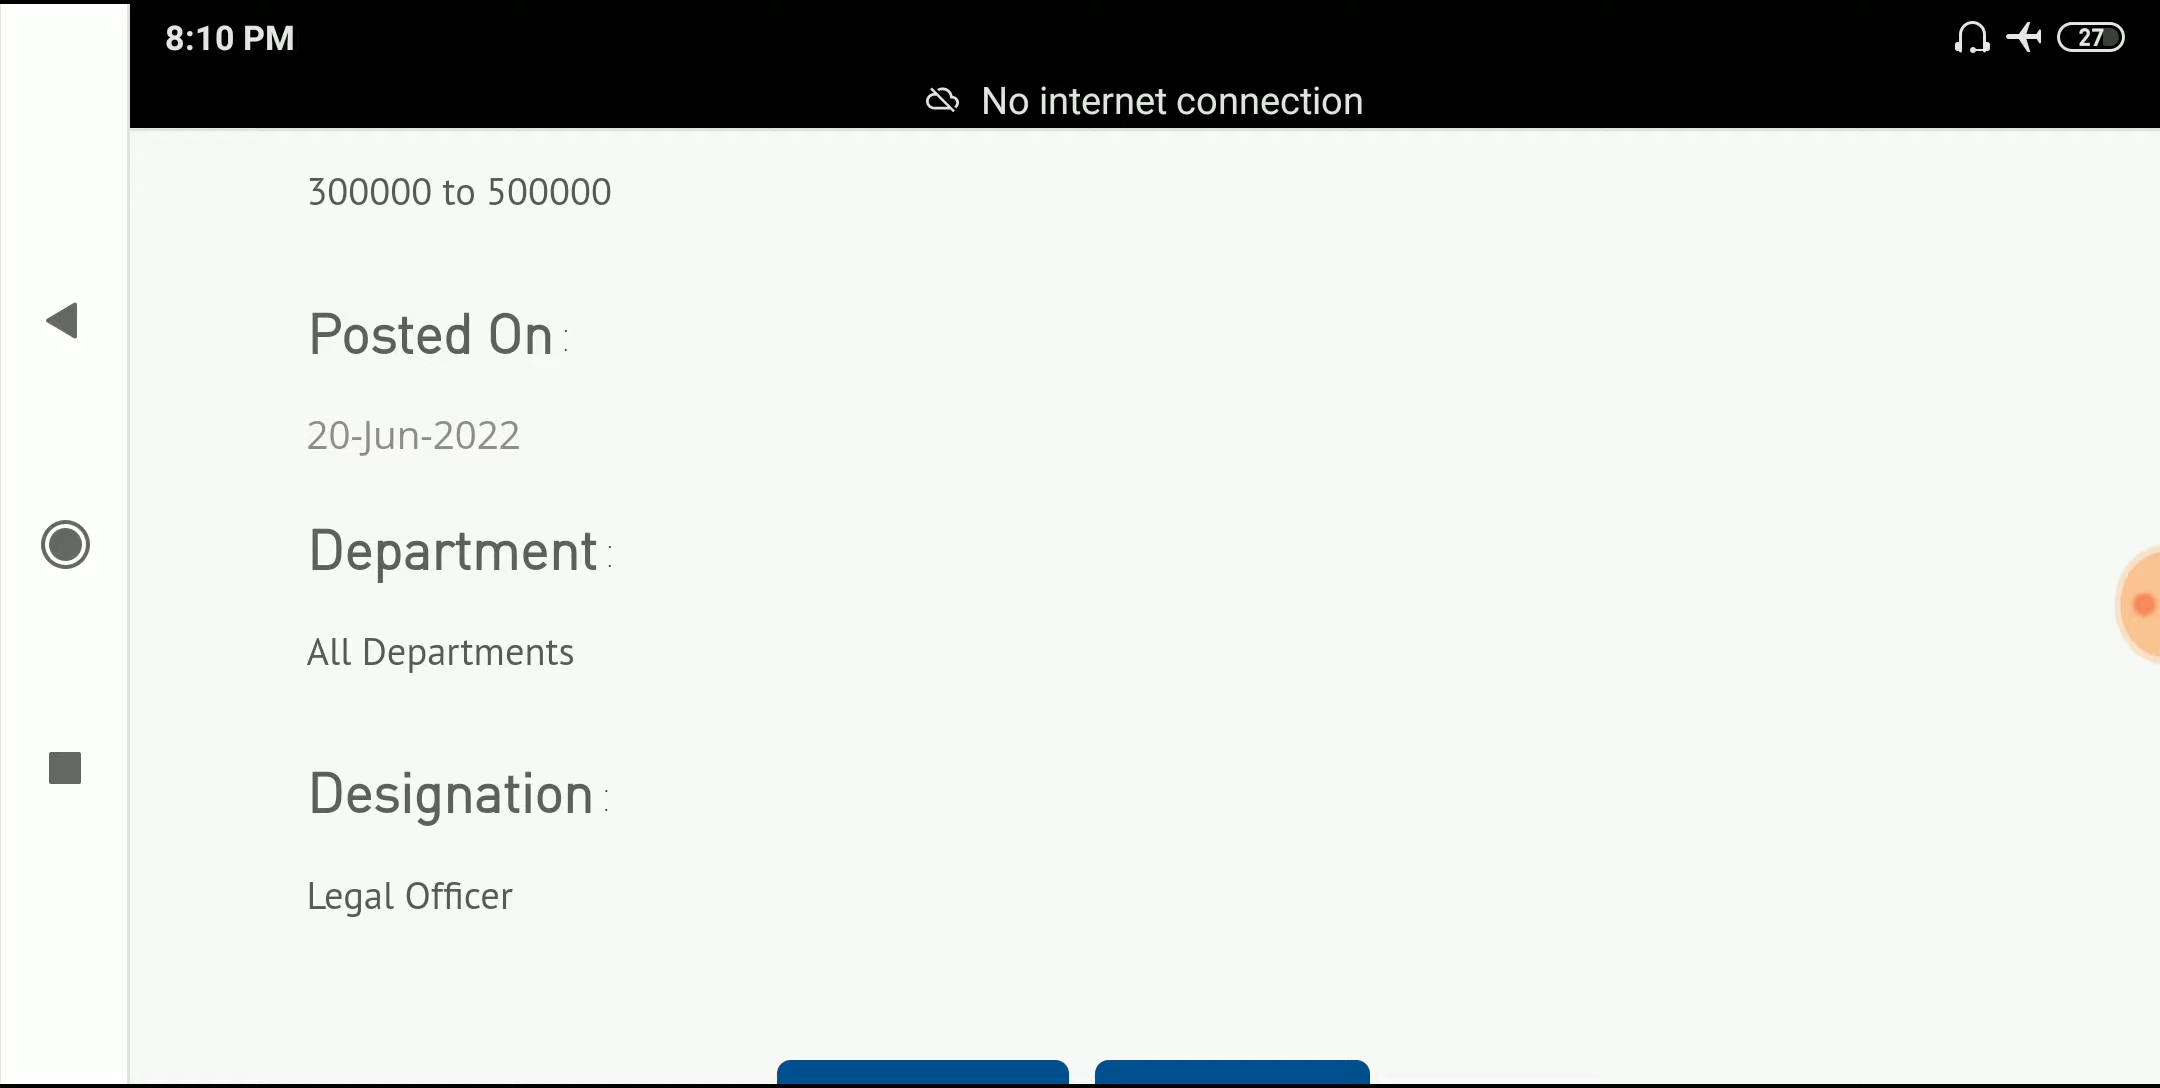 8:10 PM
27
No internet connection
300000 to 500000
Posted On :
20-Jun-2022
Department :
All Departments
Designation :
Legal Officer